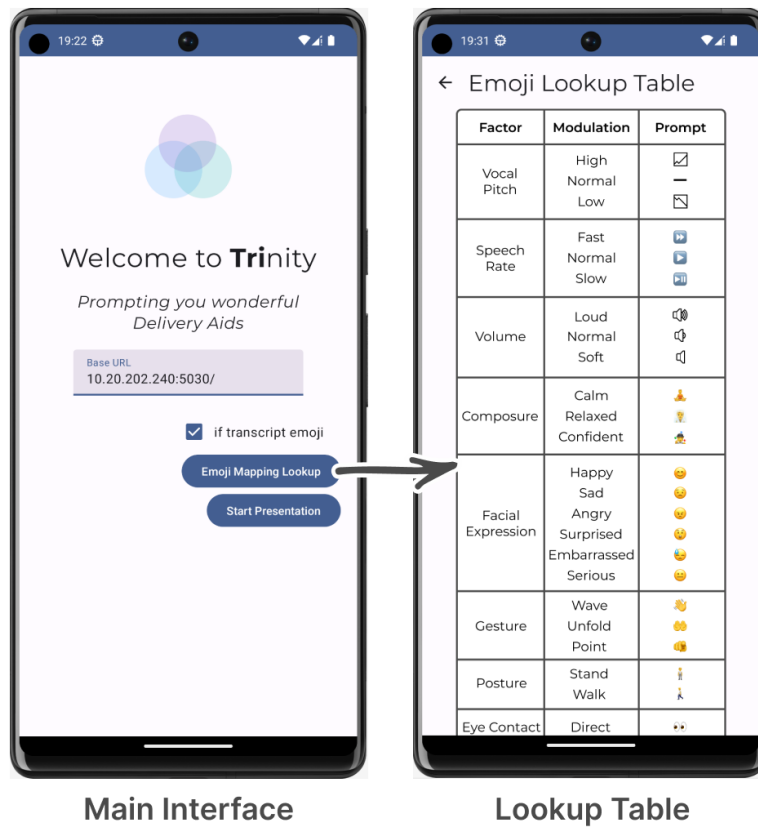 19:22
Welcome to Trinity
Prompting you wonderful
Delivery Aids
Base URL
10.20.202.240:5030/
if transcript emoji
Emoji Mapping Lookup
Start Presentation
Main Interface
19:31
← Emoji Lookup Table
Factor Modulation Prompt
Vocal Pitch
High 📈
Normal —
Low 📉
Speech Rate
Fast ⏩
Normal ▶️
Slow ⏯️
Volume
Loud 🔊
Normal 🔉
Soft 🔈
Composure
Calm
Relaxed
Confident
Facial Expression
Happy 😊
Sad
Angry
Surprised
Embarrassed 😓
Serious 😐
Gesture
Wave 👋
Unfold 🤲
Point
Posture
Stand 🧍
Walk 🚶
Eye Contact Direct 👀
Lookup Table